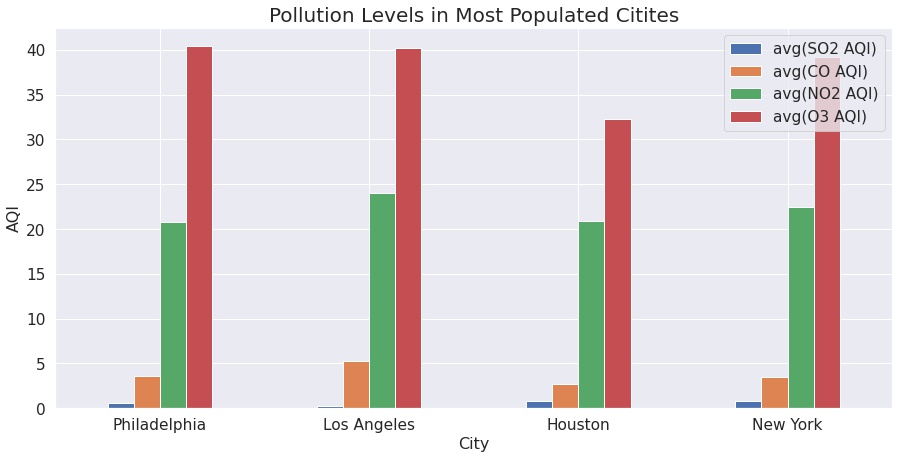 Pollution Levels in Most Populated Citites
avg(SO2 AQI)
avg(CO AQI)
avg(NO2 AQI)
avg(O3 AQI)
AQI
40
35
30
25
20
15
10
5
0
Philadelphia
Los Angeles
Houston
New York
City